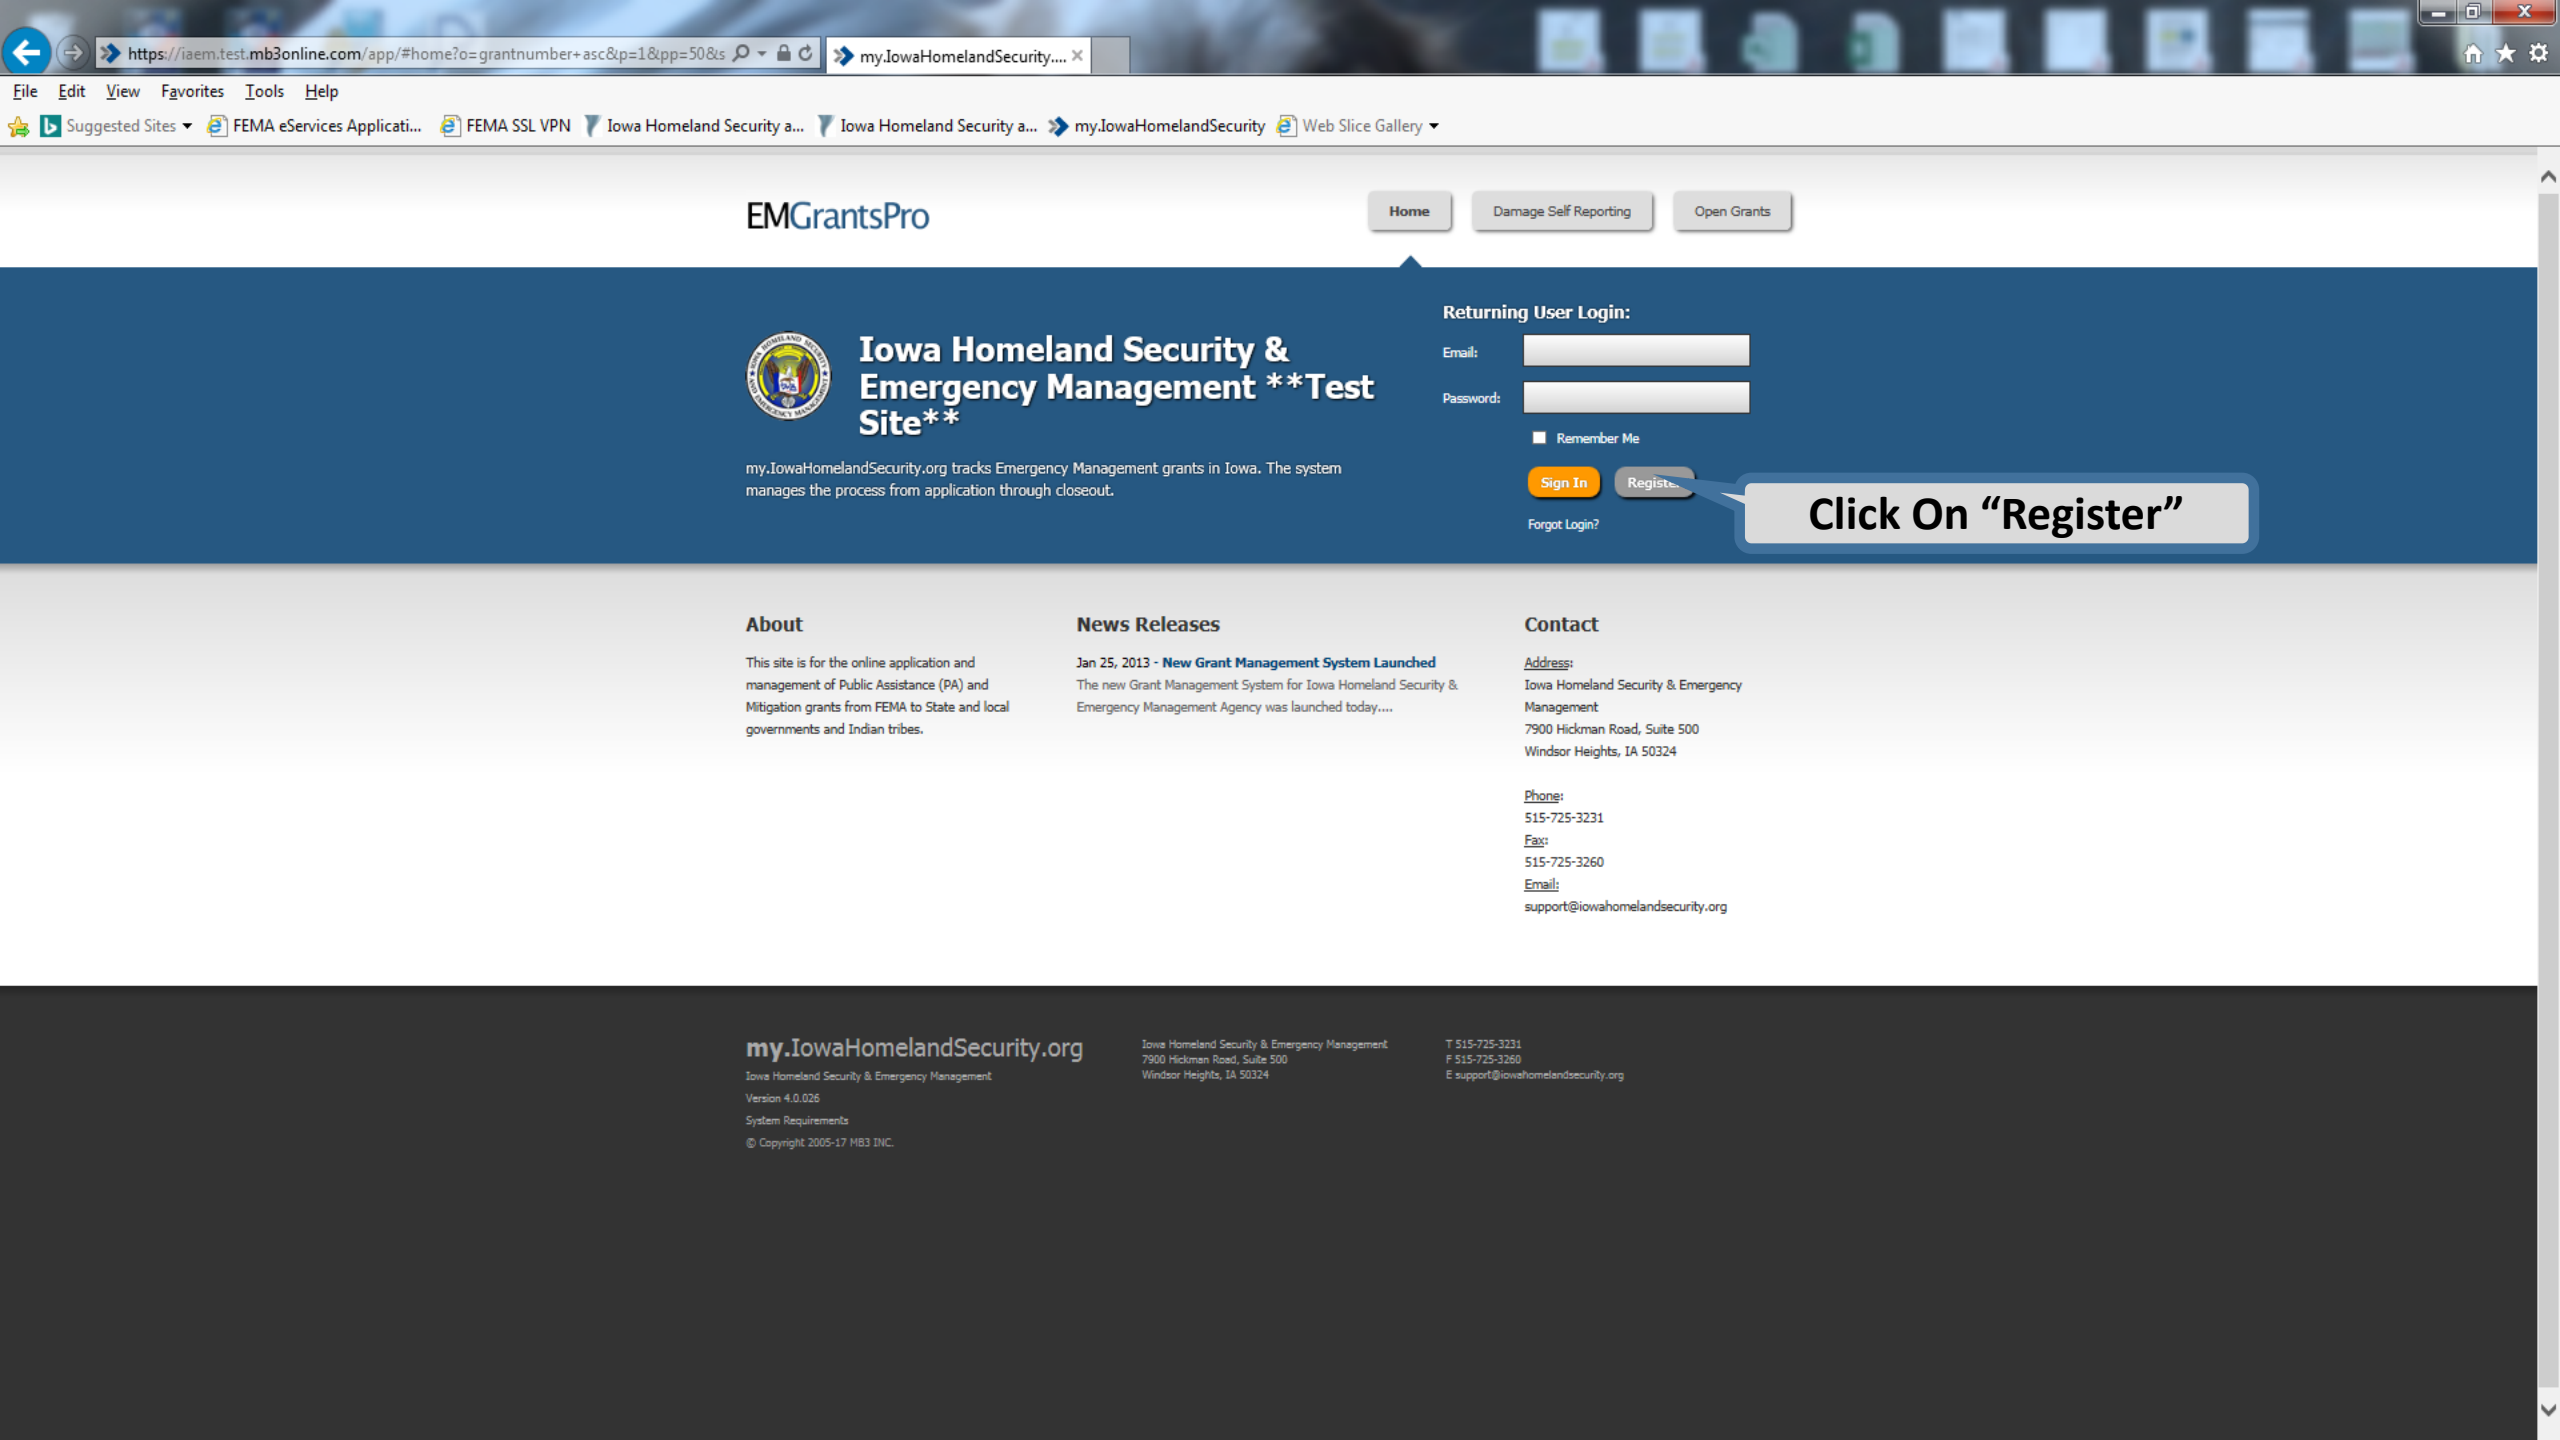 https://iaem.test.mb3online.com/app/#home?o=grantnumber+asc&p=1&pp=50&s
my.IowaHomelandSecurity....
File Edit View Favorites Tools Help
Suggested Sites FEMA eServices Applicati... FEMA SSL VPN Iowa Homeland Security a... Iowa Homeland Security a... my.IowaHomelandSecurity Web Slice Gallery
EMGrantsPro
Home Damage Self Reporting Open Grants
Iowa Homeland Security &
Emergency Management **Test
Site**
my.IowaHomelandSecurity.org tracks Emergency Management grants in Iowa. The system
manages the process from application through closeout.
Returning User Login:
Email:
Password:
Remember Me
Sign In Register
Forgot Login?
Click On “Register”
About
This site is for the online application and
management of Public Assistance (PA) and
Mitigation grants from FEMA to State and local
governments and Indian tribes.
News Releases
Jan 25, 2013 - New Grant Management System Launched
The new Grant Management System for Iowa Homeland Security &
Emergency Management Agency was launched today....
Contact
Address:
Iowa Homeland Security & Emergency
Management
7900 Hickman Road, Suite 500
Windsor Heights, IA 50324
Phone:
515-725-3231
Fax:
515-725-3260
Email:
support@iowahomelandsecurity.org
my.IowaHomelandSecurity.org
Iowa Homeland Security & Emergency Management
Version 4.0.026
System Requirements
© Copyright 2005-17 MB3 INC.
Iowa Homeland Security & Emergency Management
7900 Hickman Road, Suite 500
Windsor Heights, IA 50324
T 515-725-3231
F 515-725-3260
E support@iowahomelandsecurity.org